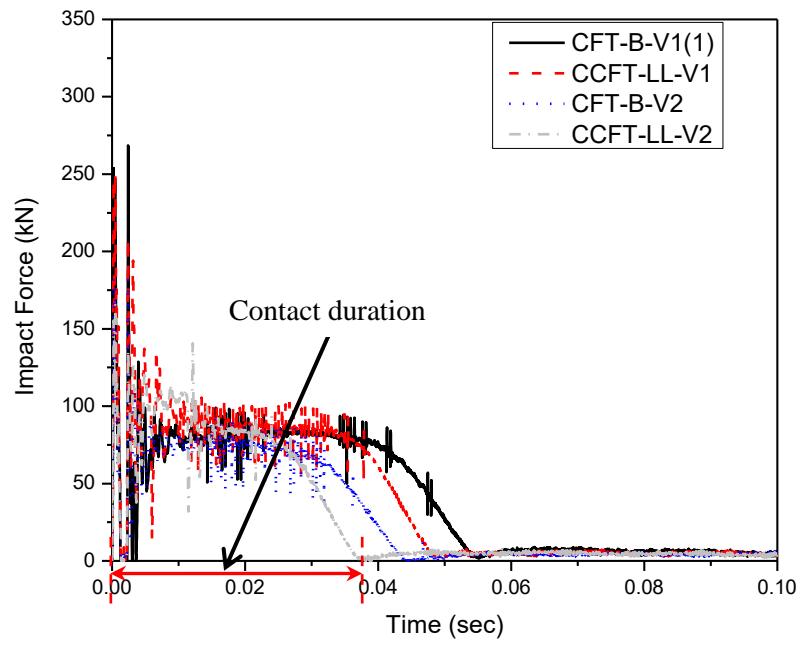 350
300
250
200
150
100
50
0
Impact Force (kN)
CFT-B-V1(1)
CCFT-LL-V1
CFT-B-V2
CCFT-LL-V2
Contact duration
0.00 0.02 0.04 0.06 0.08 0.10
Time (sec)